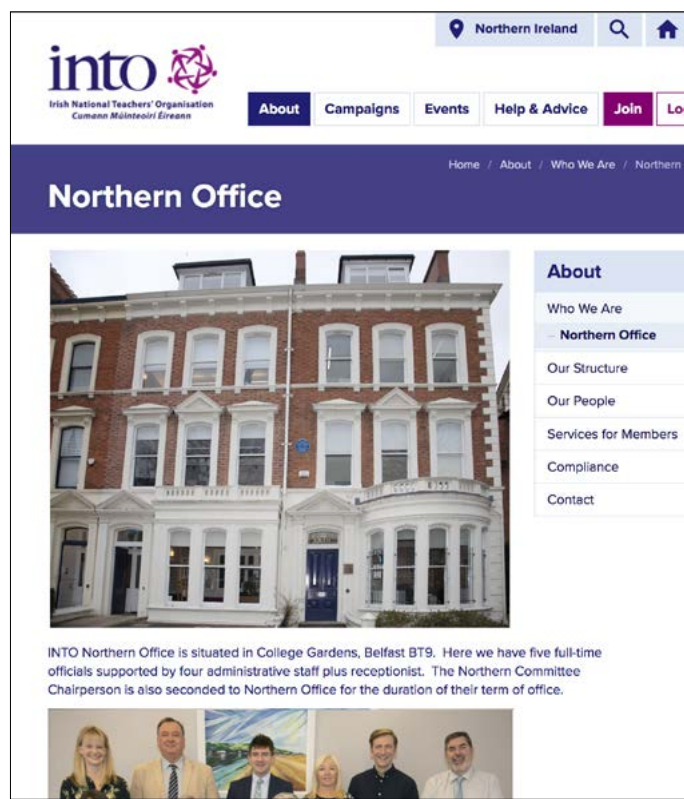 Northern Ireland
into
Irish National Teachers' Organisation
Cumann Múinteoirí Éireann
About
Campaigns
Events
Help & Advice
Join
Lo
Home / About / Who We Are / Northern
Northern Office
About
Who We Are
– Northern Office
Our Structure
Our People
Services for Members
Compliance
Contact
INTO Northern Office is situated in College Gardens, Belfast BT9. Here we have five full-time
officials supported by four administrative staff plus receptionist. The Northern Committee
Chairperson is also seconded to Northern Office for the duration of their term of office.